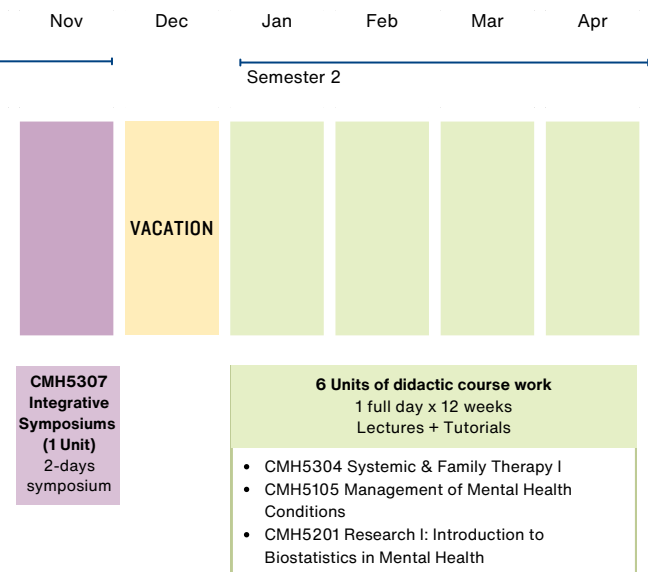 Nov Dec Jan Feb Mar Apr
Semester 2
VACATION
CMH5307
Integrative
Symposiums
(1 Unit)
2-days
symposium
6 Units of didactic course work
1 full day x 12 weeks
Lectures + Tutorials
• CMH5304 Systemic & Family Therapy I
• CMH5105 Management of Mental Health
Conditions
• CMH5201 Research I: Introduction to
Biostatistics in Mental Health